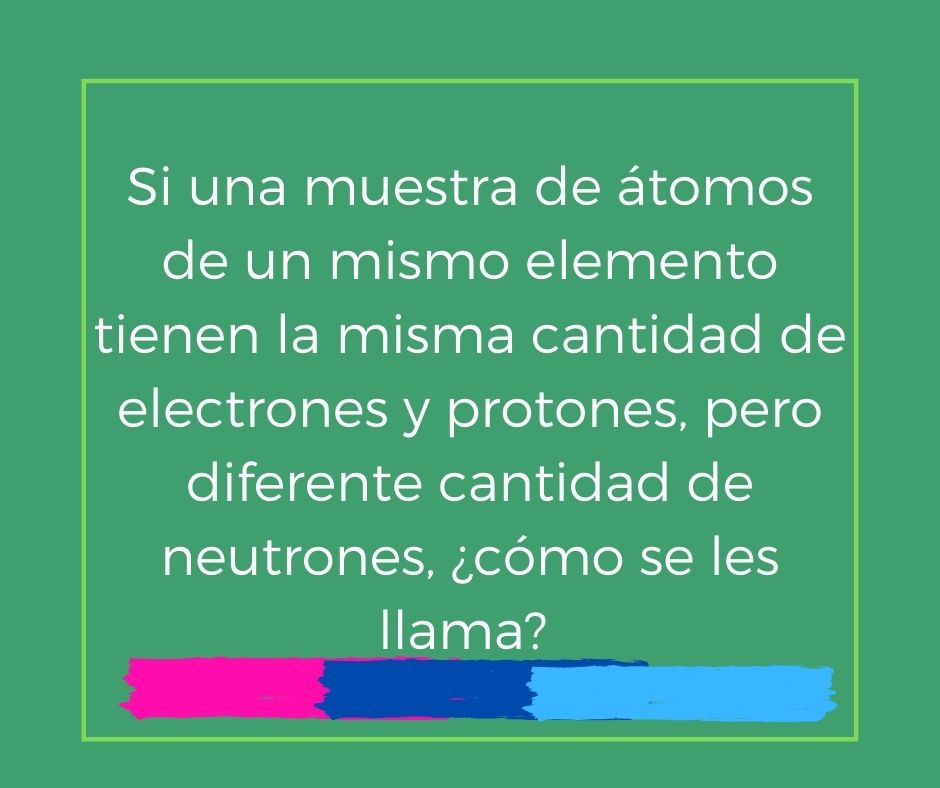 Si una muestra de átomos
de un mismo elemento
tienen la misma cantidad de
electrones y protones, pero
diferente cantidad de
neutrones, ¿cómo se les
llama?